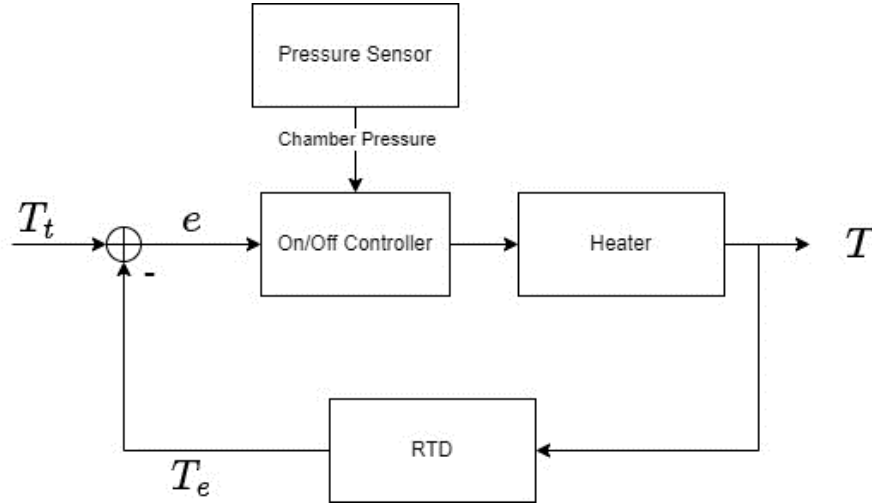 Pressure Sensor
Chamber Pressure
T_t
e
On/Off Controller
Heater
T
-
RTD
T_e